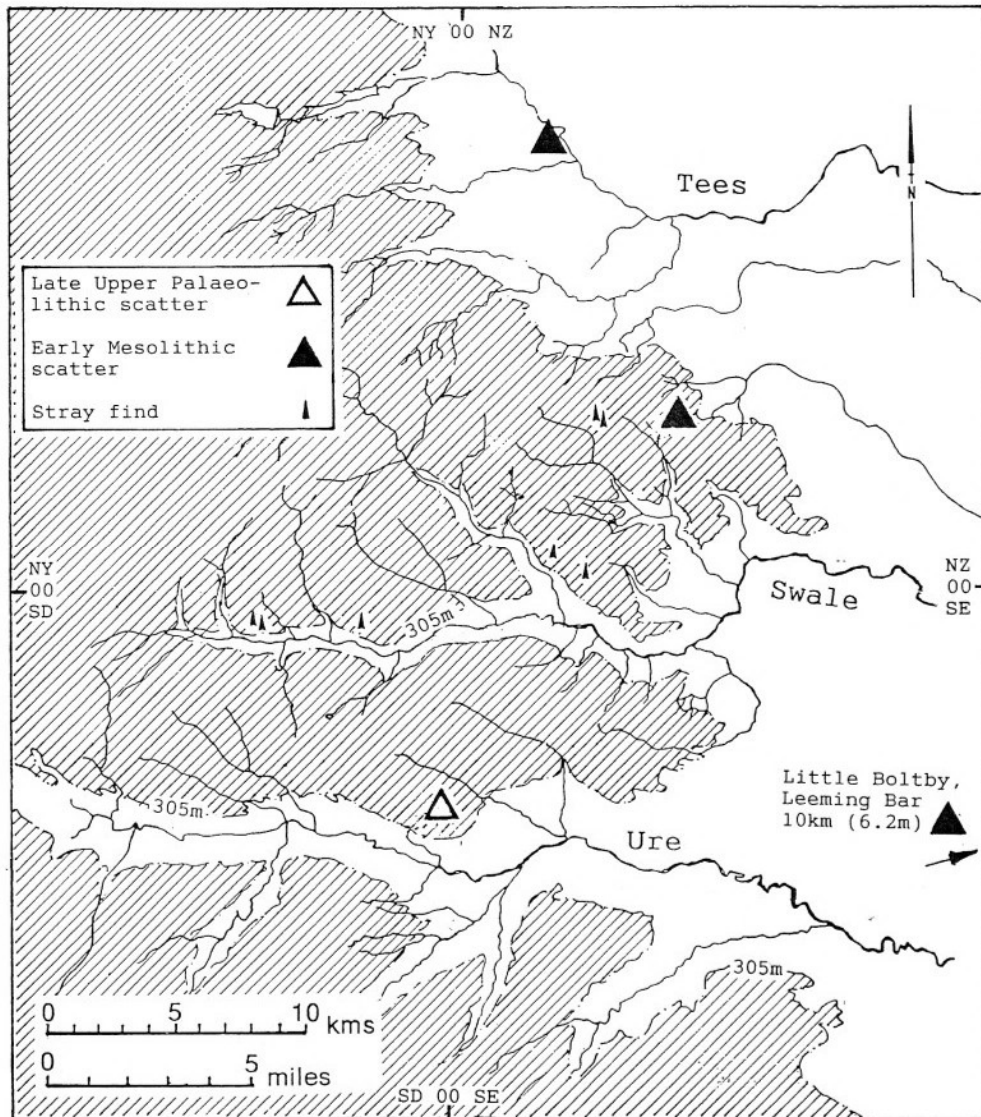 NY 00 NZ
Tees
N
Late Upper Palaeo-
lithic scatter
Early Mesolithic
scatter
Stray find
NY
00
SD
NZ
00
SE
Swale
305m
305m
Little Boltby,
Leeming Bar
10km (6.2m)
Ure
305m
0 5 10 kms
0 5
miles
SD 00 SE